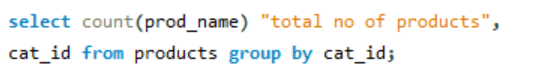 select count(prod_name) "total no of products",
cat_id from products group by cat_id;